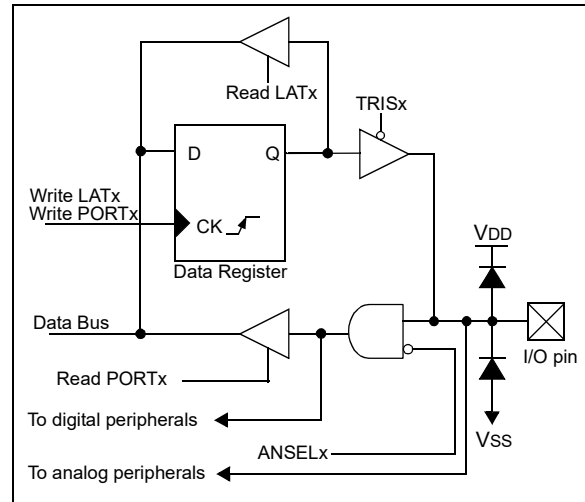 Read LATx
TRISx
D
Q
Write LATx
Write PORTx
CK
Data Register
VDD
Data Bus
I/O pin
Read PORTx
To digital peripherals
ANSELx
VSS
To analog peripherals